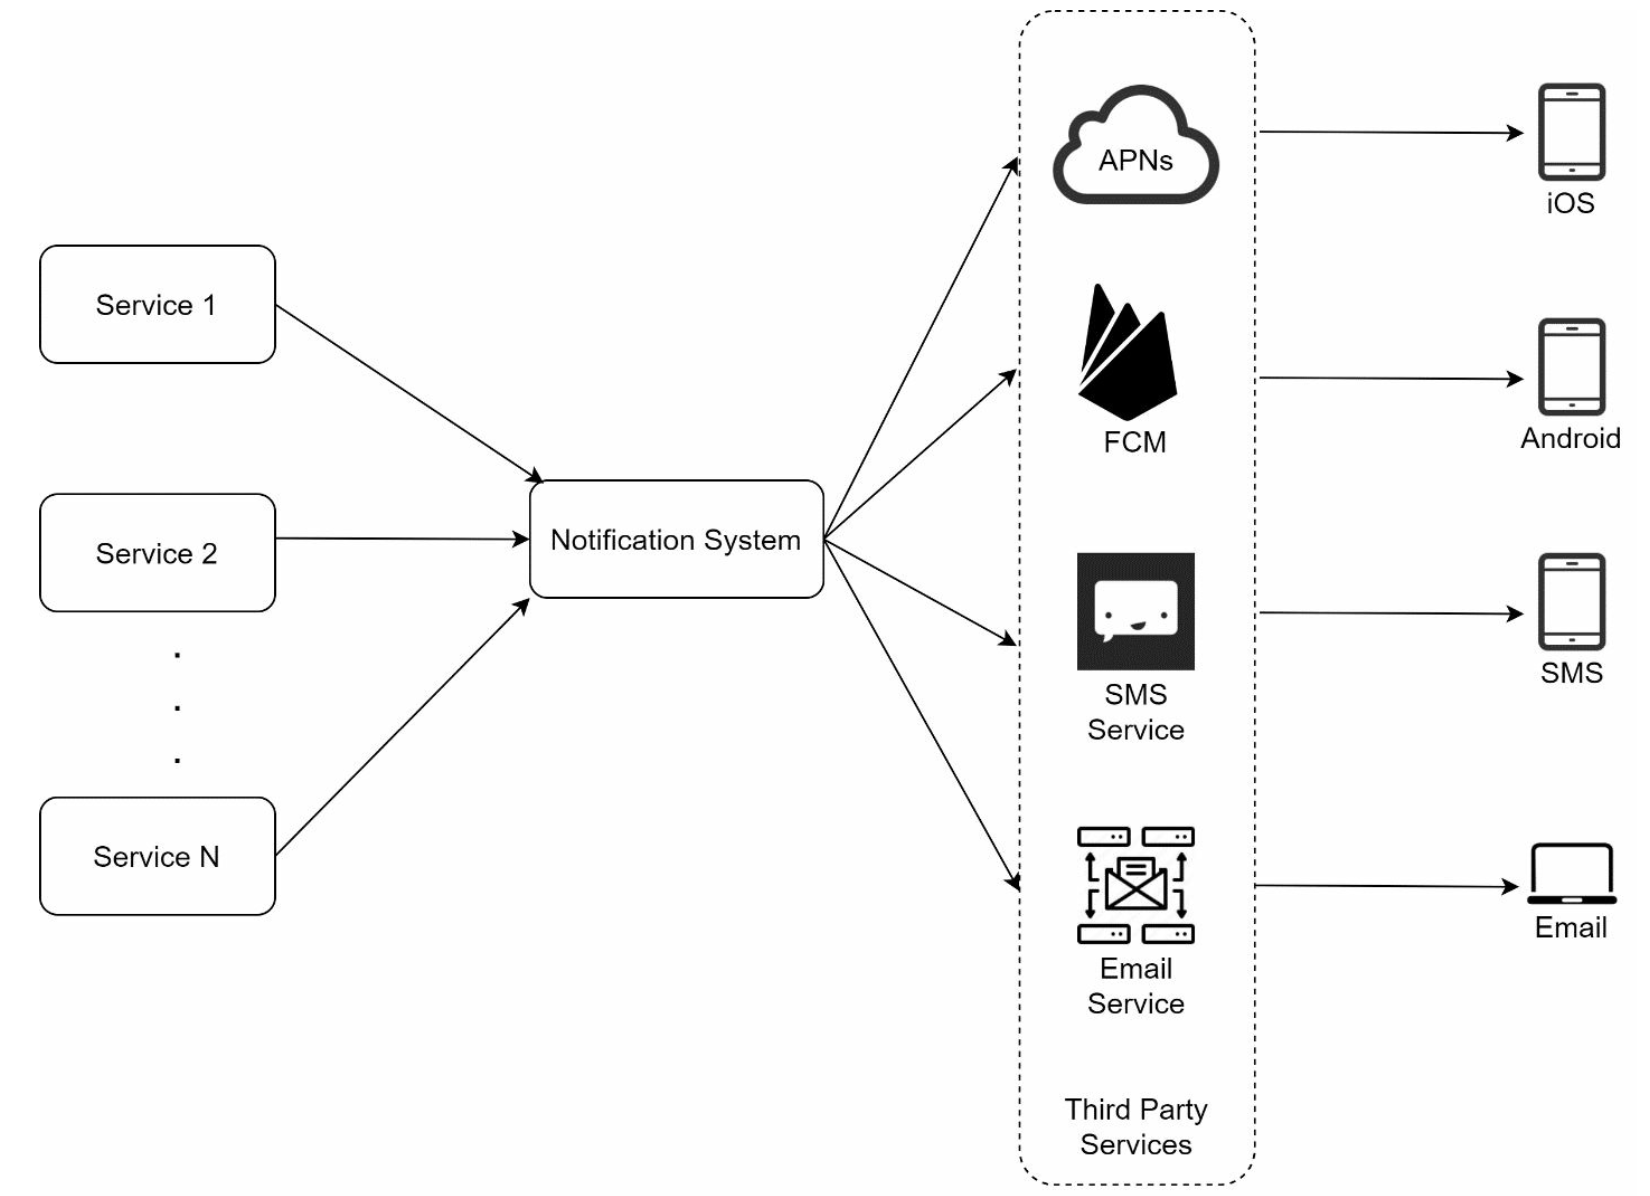 APNs
iOS
Service 1
Android
FCM
Service 2
Notification System
SMS
SMS
Service
Service N
Email
Email
Service
Third Party
Services